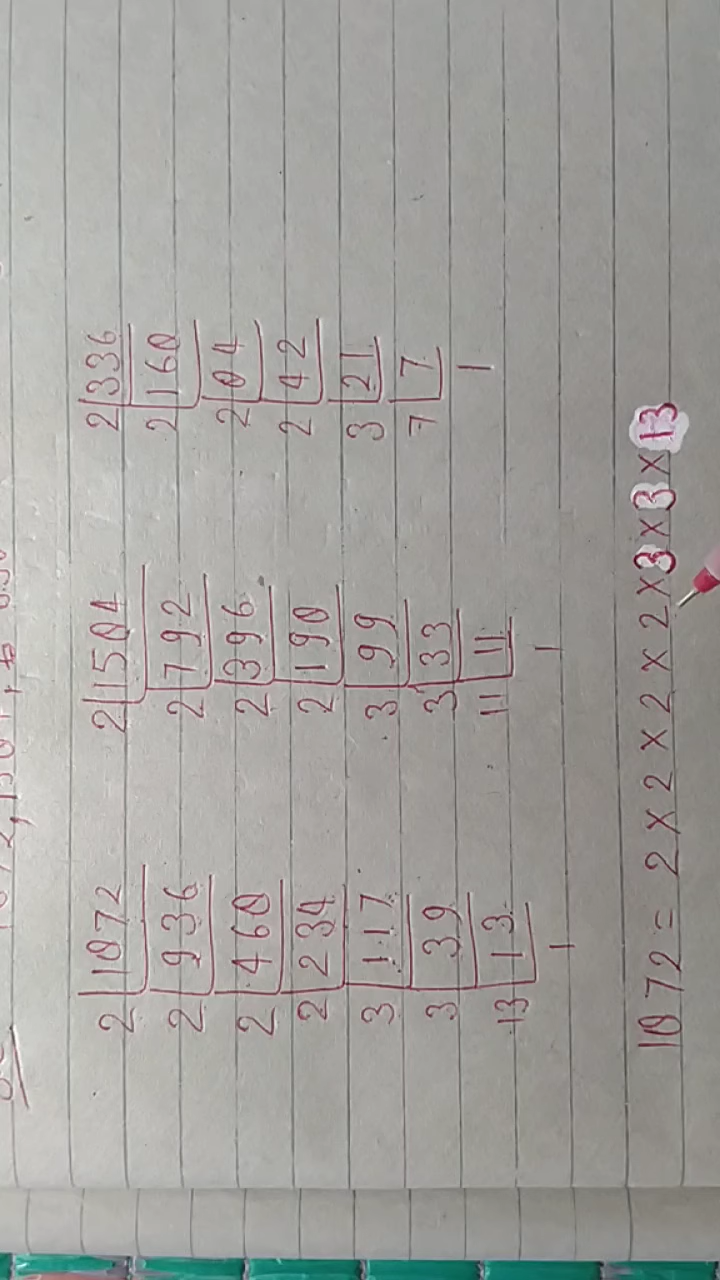 2 1872 2 1584 2 336
2 936 2 792 2 168
2 468 2 396 2 84
2 234 2 198 2 42
3 117 3 99 3 21
3 39 3 33 7 7
13 13 11 11 1
1 1
1872 = 2 × 2 × 2 × 2 × 3 × 3 × 13